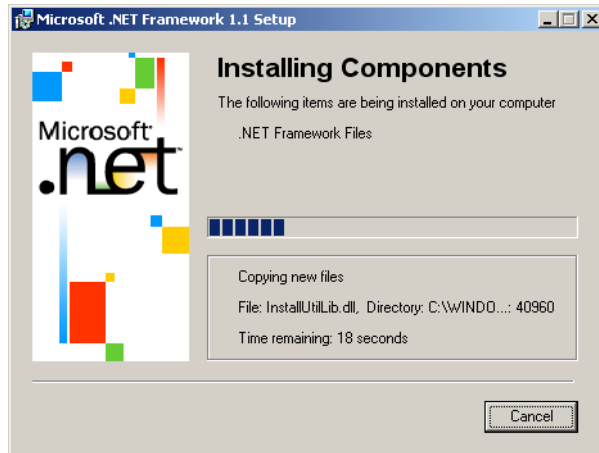 Microsoft .NET Framework 1.1 Setup
Installing Components
The following items are being installed on your computer
.NET Framework Files
Microsoft
.net
Copying new files
File: InstallUtilLib.dll, Directory: C:\WINDO...: 40960
Time remaining: 18 seconds
Cancel